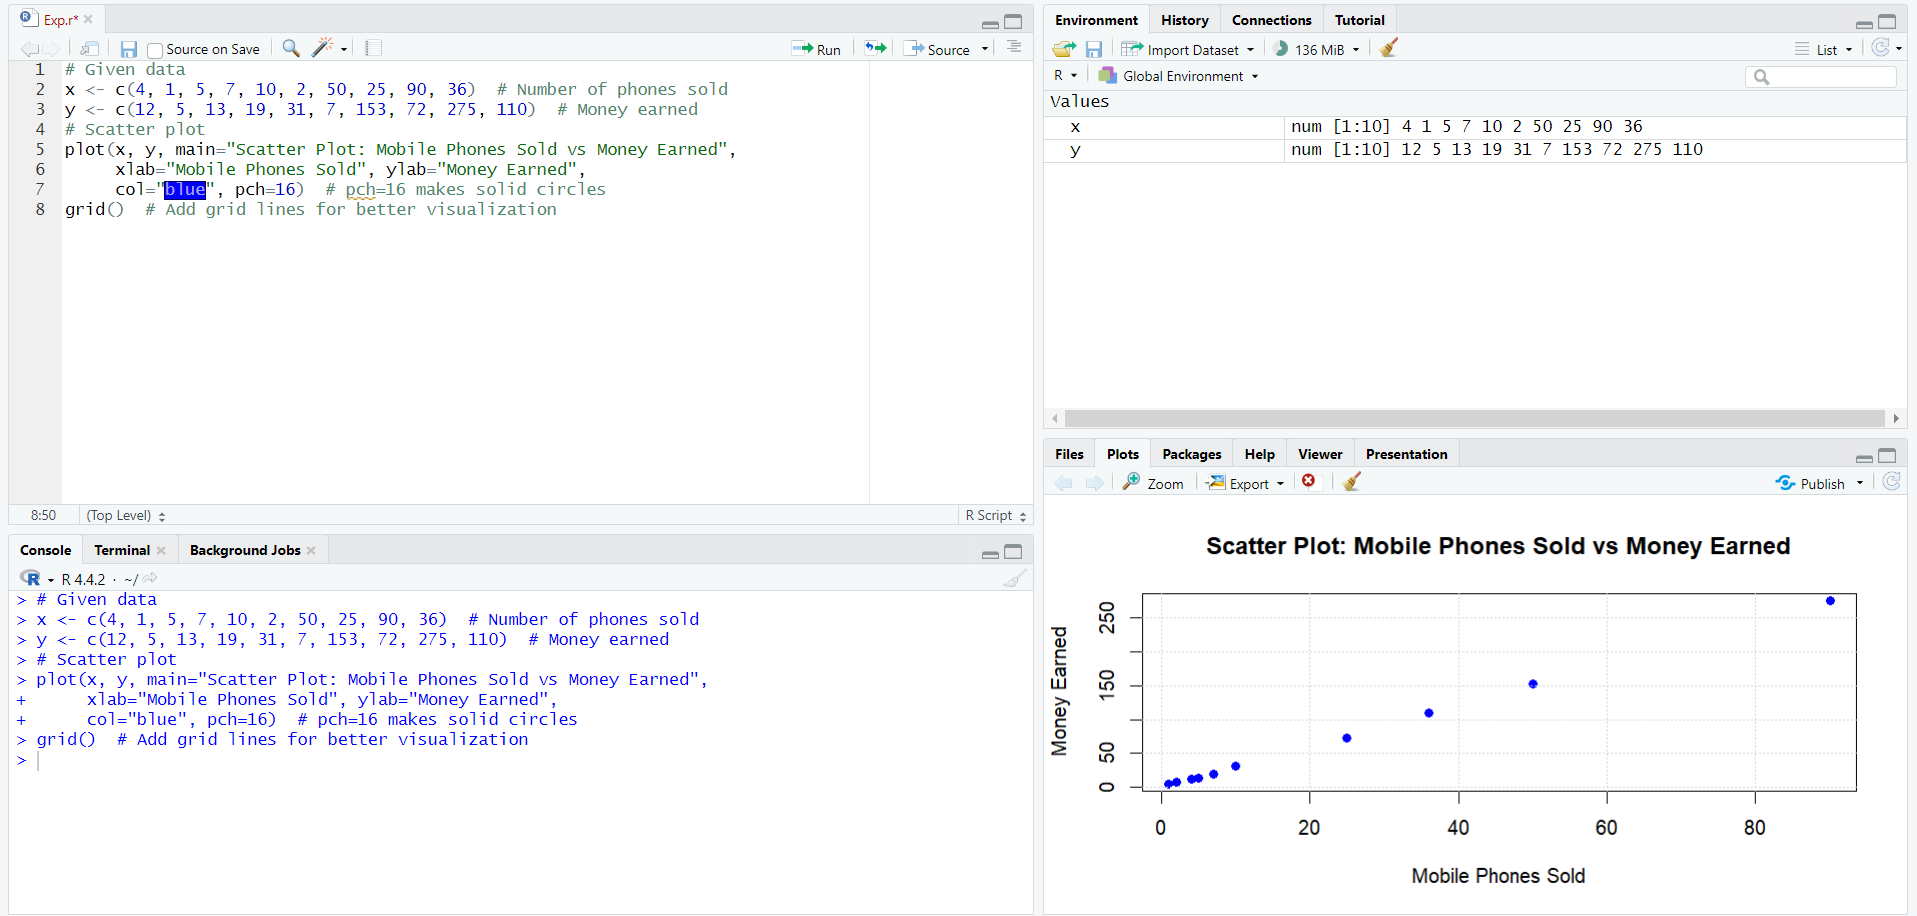 Exp.r*
Source on Save
Run
Source
1 # Given data
2 x <- c(4, 1, 5, 7, 10, 2, 50, 25, 90, 36)  # Number of phones sold
3 y <- c(12, 5, 13, 19, 31, 7, 153, 72, 275, 110)  # Money earned
4 # Scatter plot
5 plot(x, y, main="Scatter Plot: Mobile Phones Sold vs Money Earned",
6      xlab="Mobile Phones Sold", ylab="Money Earned",
7      col="blue", pch=16)  # pch=16 makes solid circles
8 grid()  # Add grid lines for better visualization
8:50 (Top Level) R Script
Console Terminal Background Jobs
R R 4.4.2 · ~/
> # Given data
> x <- c(4, 1, 5, 7, 10, 2, 50, 25, 90, 36)  # Number of phones sold
> y <- c(12, 5, 13, 19, 31, 7, 153, 72, 275, 110)  # Money earned
> # Scatter plot
> plot(x, y, main="Scatter Plot: Mobile Phones Sold vs Money Earned",
+      xlab="Mobile Phones Sold", ylab="Money Earned",
+      col="blue", pch=16)  # pch=16 makes solid circles
> grid()  # Add grid lines for better visualization
>
Environment History Connections Tutorial
Import Dataset 136 MiB List
R Global Environment
Values
x num [1:10] 4 1 5 7 10 2 50 25 90 36
y num [1:10] 12 5 13 19 31 7 153 72 275 110
Files Plots Packages Help Viewer Presentation
Zoom Export Publish
Scatter Plot: Mobile Phones Sold vs Money Earned
Money Earned
250
150
50
0
0 20 40 60 80
Mobile Phones Sold